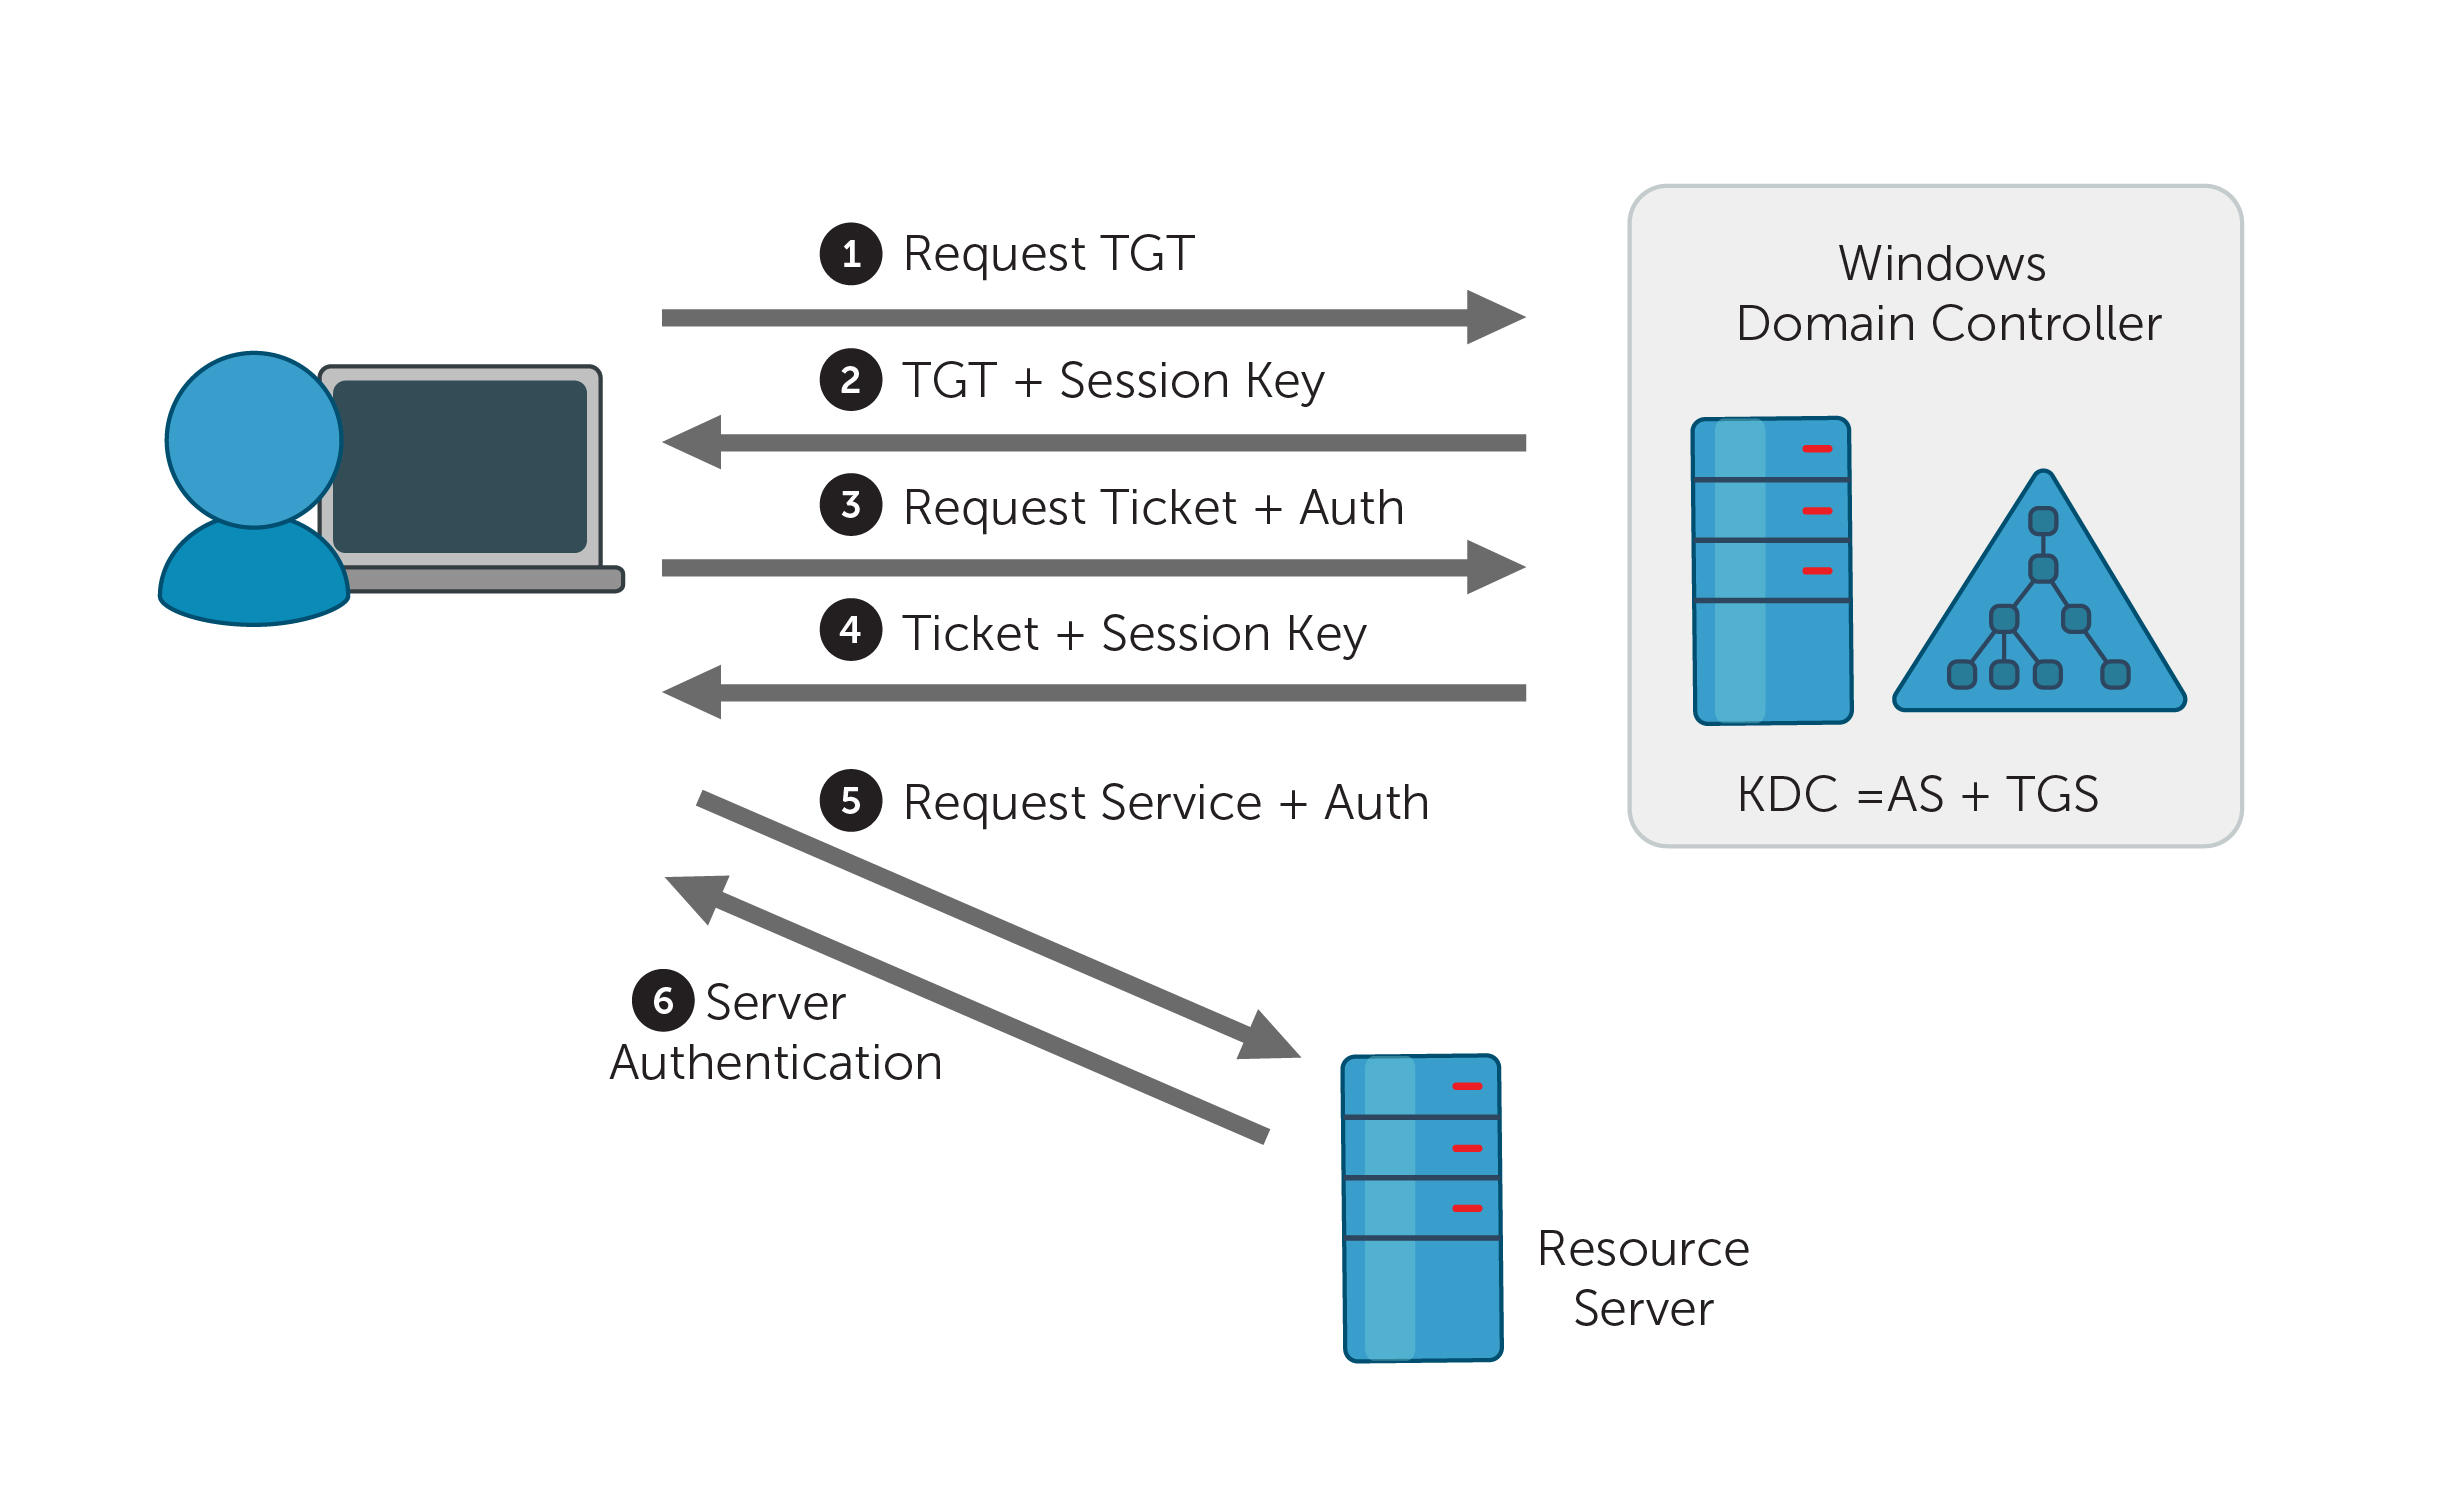 1 Request TGT
2 TGT + Session Key
3 Request Ticket + Auth
4 Ticket + Session Key
5 Request Service + Auth
6 Server
Authentication
Windows
Domain Controller
KDC =AS + TGS
Resource
Server